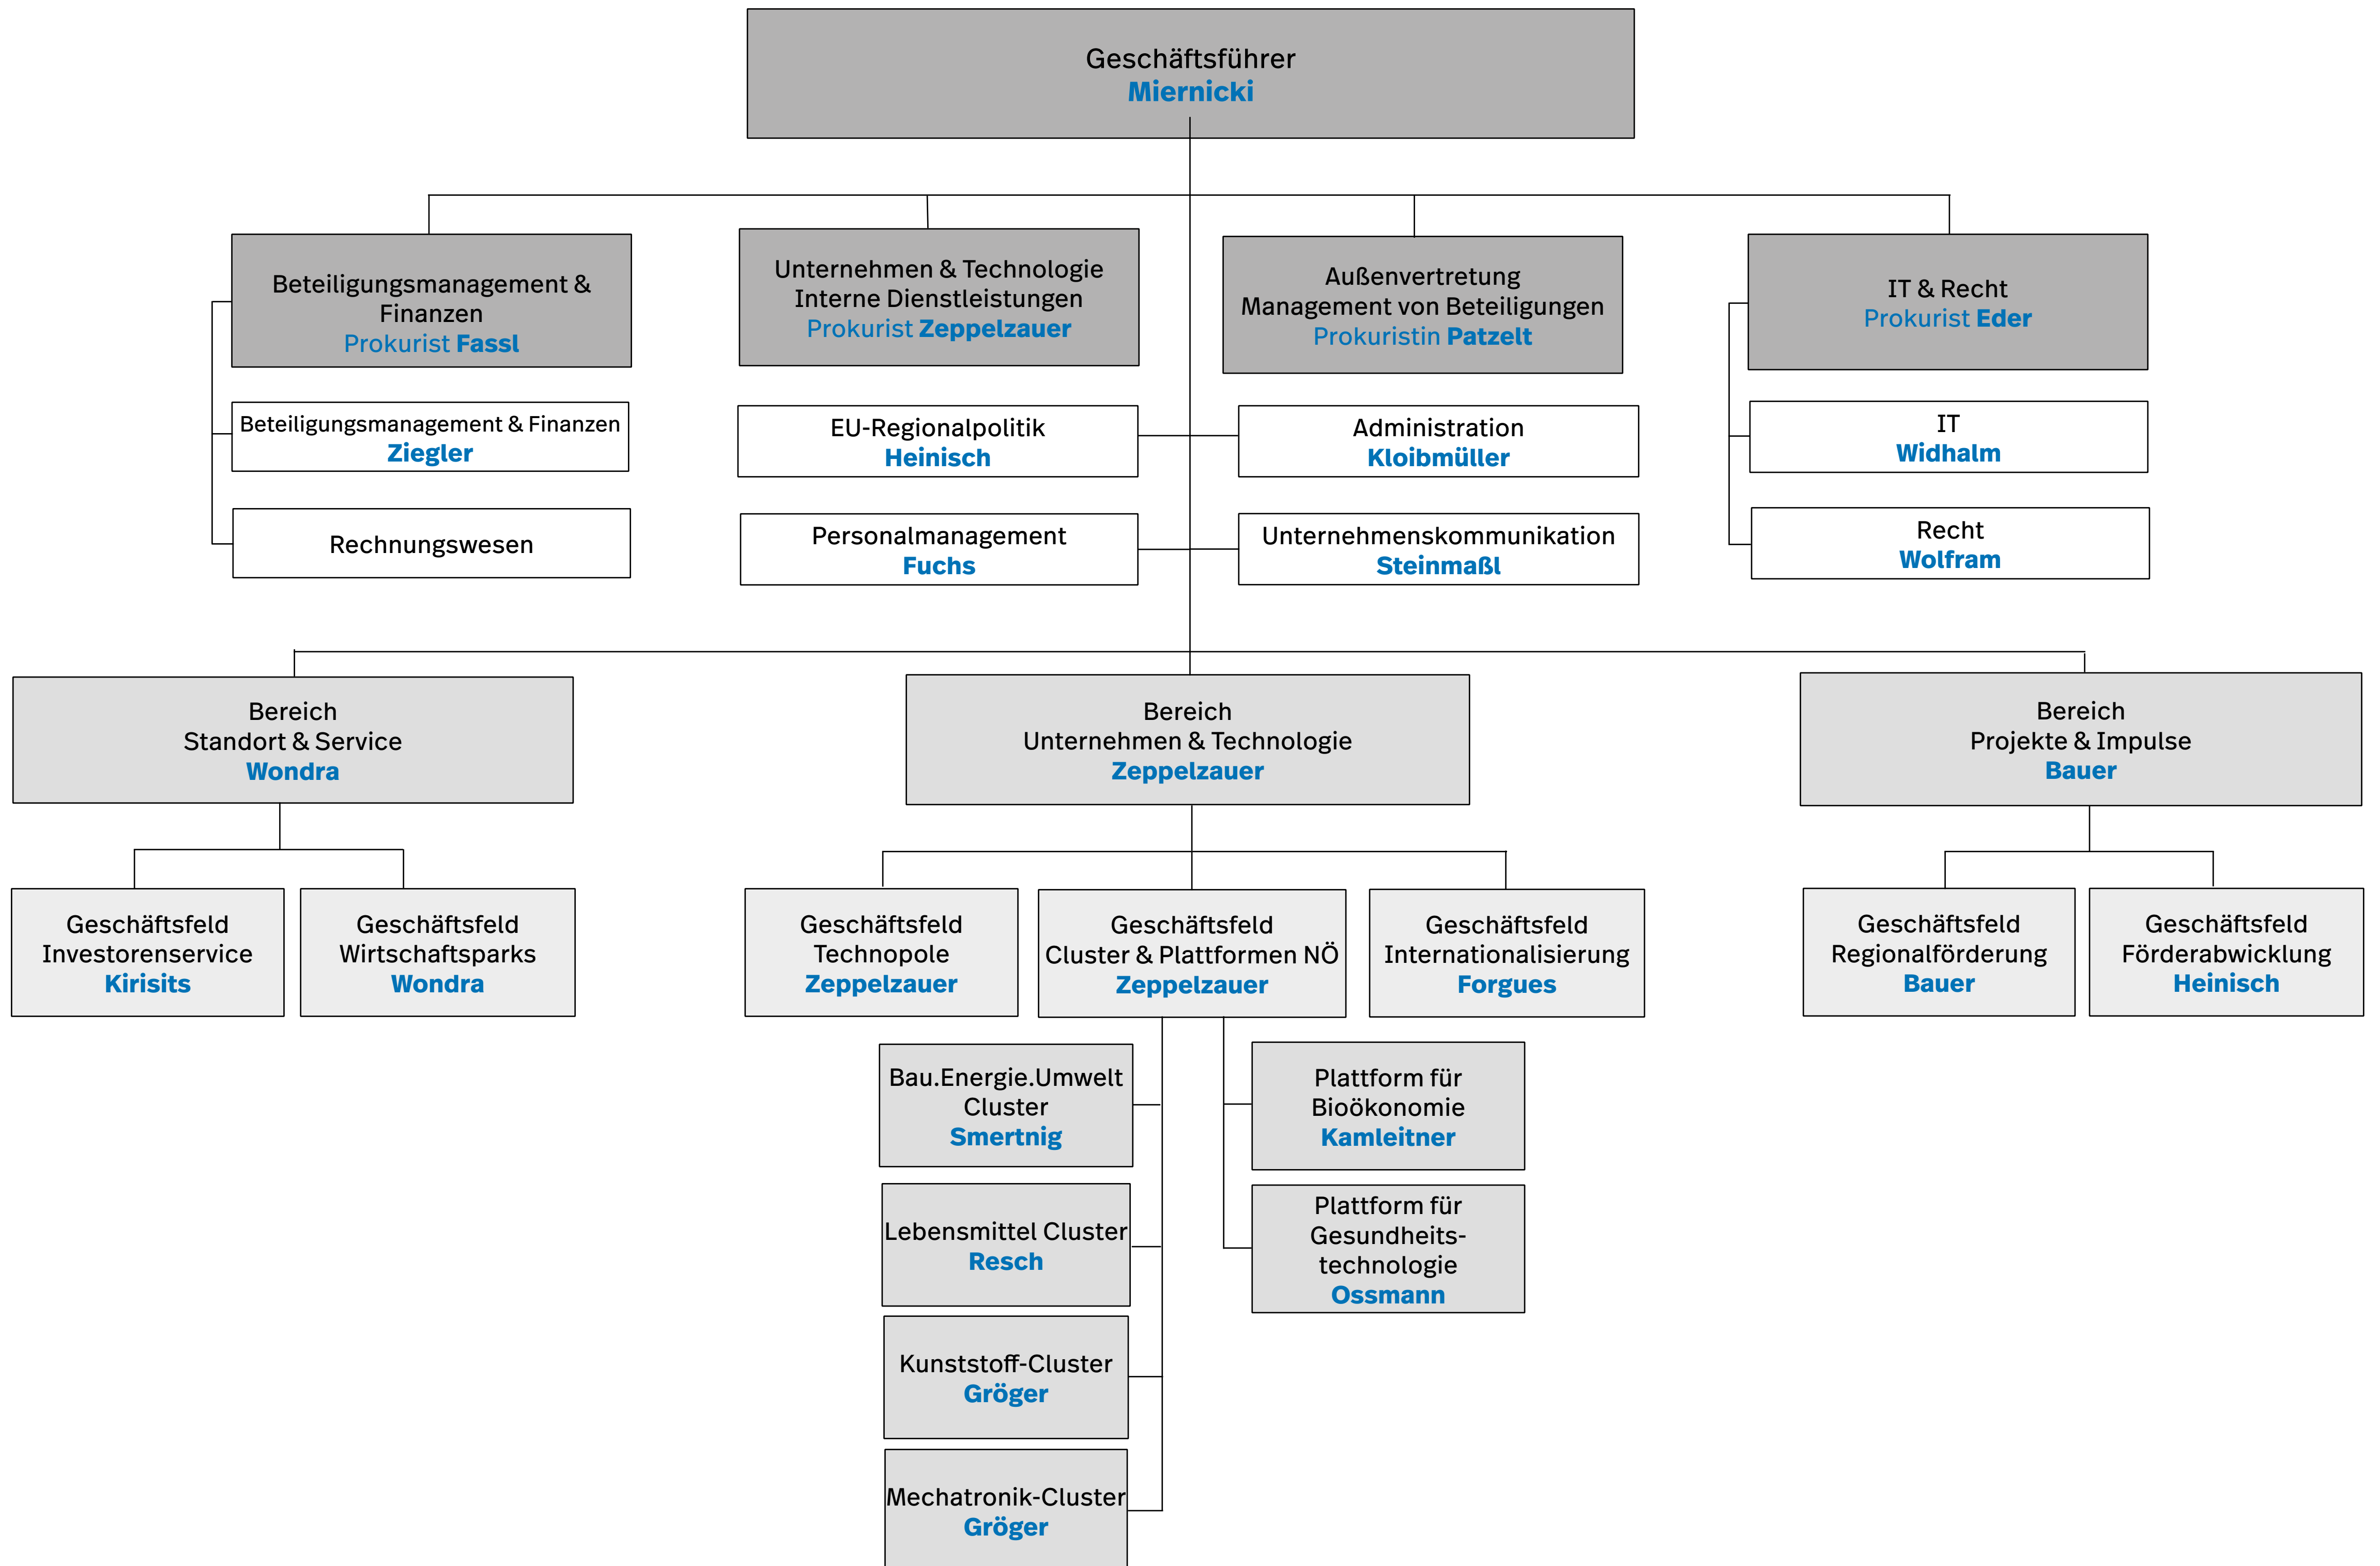 Geschäftsführer
Miernicki
Beteiligungsmanagement &
Finanzen
Prokurist Fassl
Unternehmen & Technologie
Interne Dienstleistungen
Prokurist Zeppelzauer
Außenvertretung
Management von Beteiligungen
Prokuristin Patzelt
IT & Recht
Prokurist Eder
Beteiligungsmanagement & Finanzen
Ziegler
EU-Regionalpolitik
Heinisch
Administration
Kloibmüller
IT
Widhalm
Rechnungswesen
Personalmanagement
Fuchs
Unternehmenskommunikation
Steinmaßl
Recht
Wolfram
Bereich
Standort & Service
Wondra
Bereich
Unternehmen & Technologie
Zeppelzauer
Bereich
Projekte & Impulse
Bauer
Geschäftsfeld
Investorenservice
Kirisits
Geschäftsfeld
Wirtschaftsparks
Wondra
Geschäftsfeld
Technopole
Zeppelzauer
Geschäftsfeld
Cluster & Plattformen NÖ
Zeppelzauer
Geschäftsfeld
Internationalisierung
Forgues
Geschäftsfeld
Regionalförderung
Bauer
Geschäftsfeld
Förderabwicklung
Heinisch
Bau.Energie.Umwelt
Cluster
Smertnig
Plattform für
Bioökonomie
Kamleitner
Lebensmittel Cluster
Resch
Plattform für
Gesundheits-
technologie
Ossmann
Kunststoff-Cluster
Gröger
Mechatronik-Cluster
Gröger